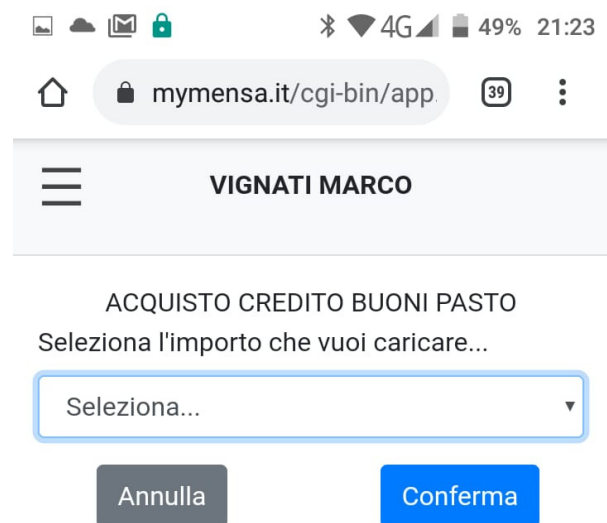 4G 49% 21:23
mymensa.it/cgi-bin/app. 39
VIGNATI MARCO
ACQUISTO CREDITO BUONI PASTO
Seleziona l'importo che vuoi caricare...
Seleziona...
Annulla Conferma